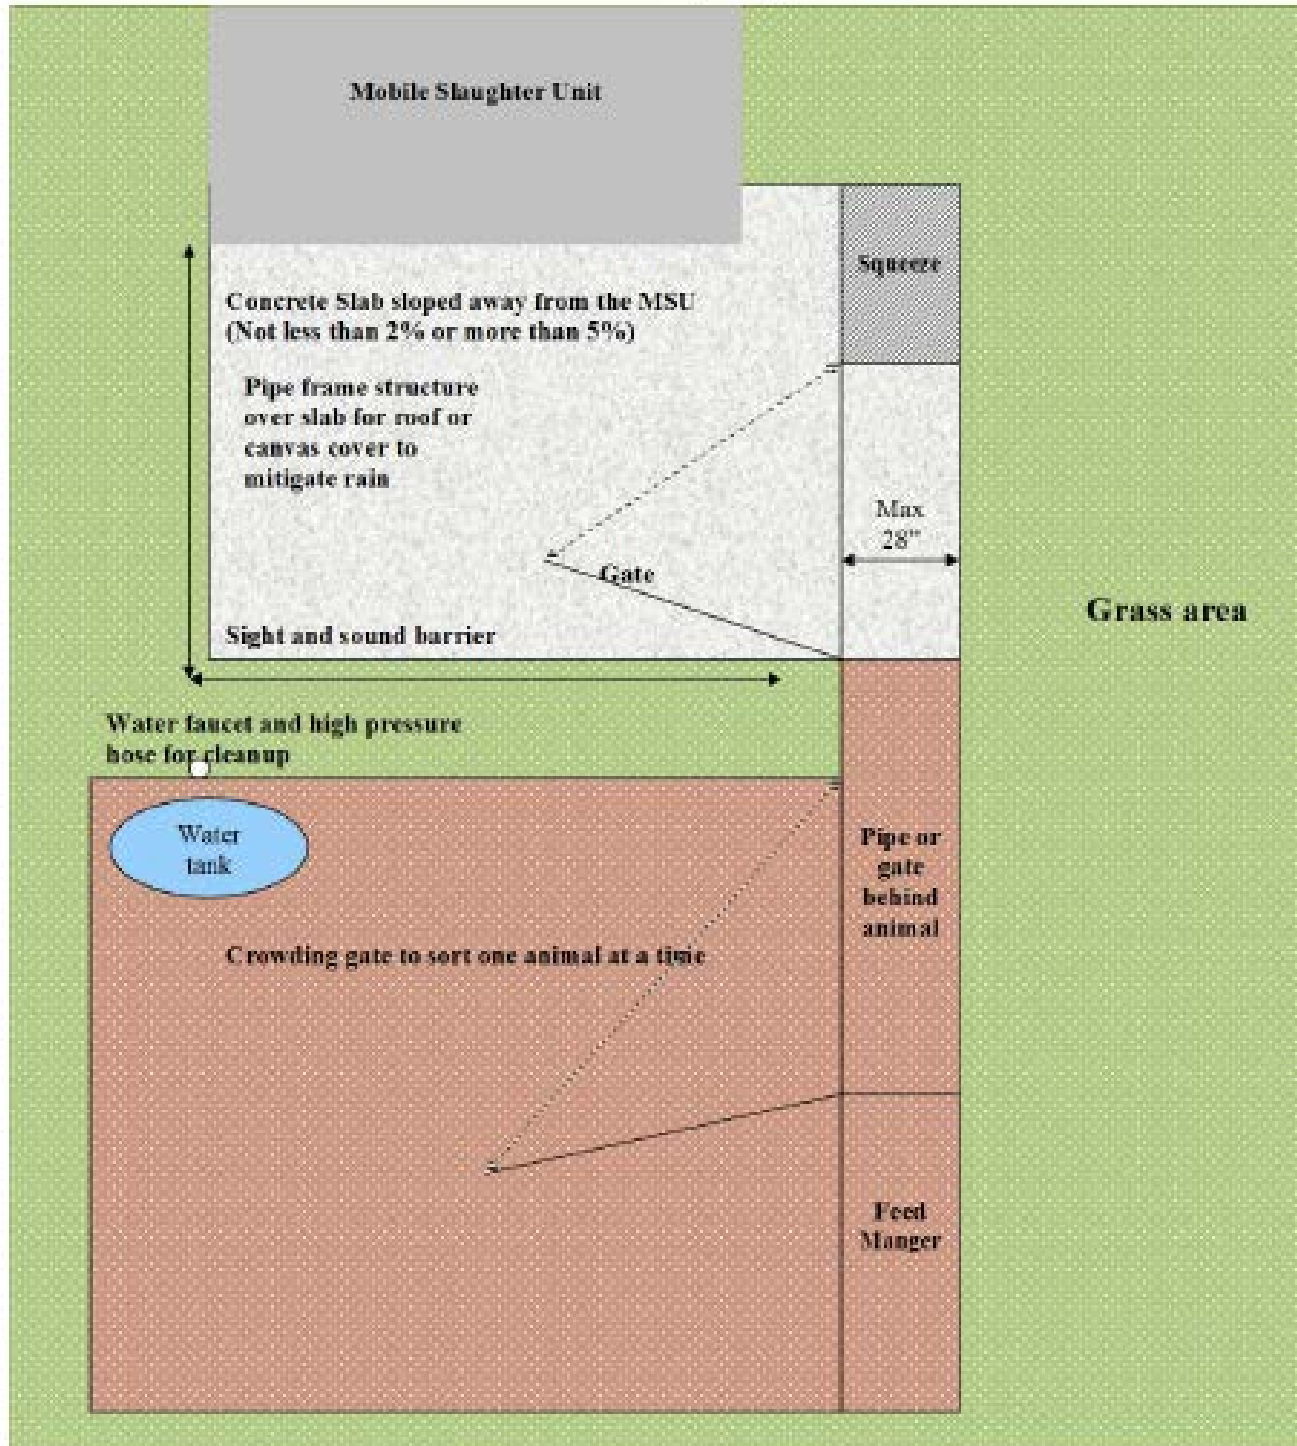 Mobile Slaughter Unit
Squeeze
Concrete Slab sloped away from the MSU
(Not less than 2% or more than 5%)
Pipe frame structure
over slab for roof or
canvas cover to
mitigate rain
Max
28"
Gate
Grass area
Sight and sound barrier
Water faucet and high pressure
hose for cleanup
Water
tank
Pipe or
gate
behind
animal
Crowding gate to sort one animal at a time
Feed
Manger